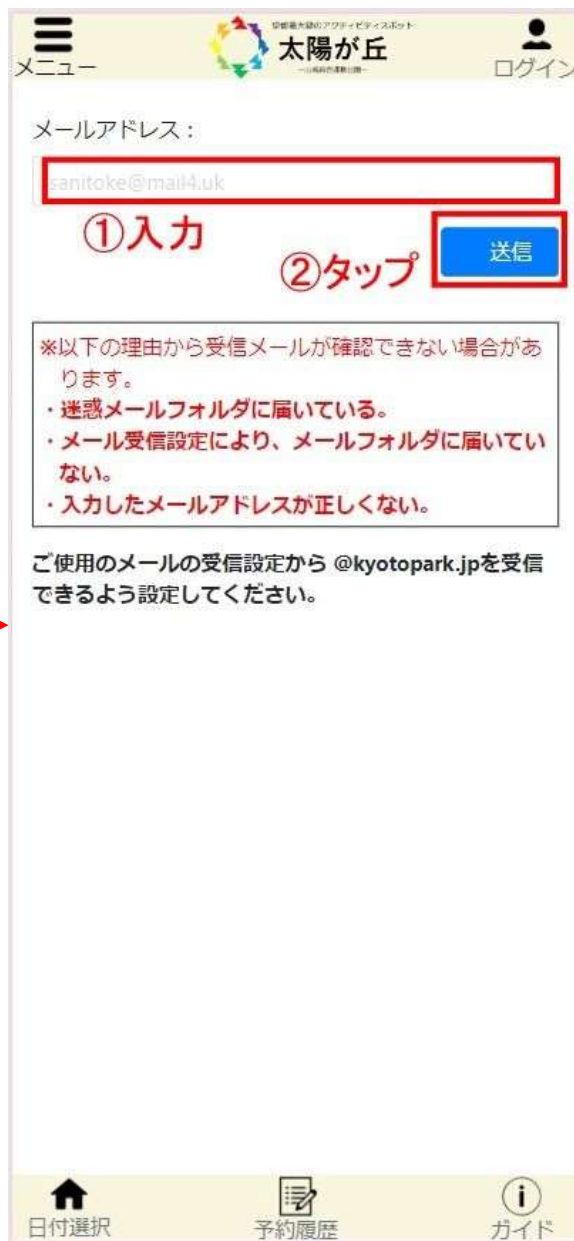 メニュー
太陽が丘
ログイン
メールアドレス：
sanitoke@mail4.uk
①入力
送信
②タップ
※以下の理由から受信メールが確認できない場合があ
ります。
・迷惑メールフォルダに届いている。
・メール受信設定により、メールフォルダに届いてい
ない。
・入力したメールアドレスが正しくない。
ご使用のメールの受信設定から @kyotopark.jpを受信
できるよう設定してください。
日付選択
予約履歴
ガイド